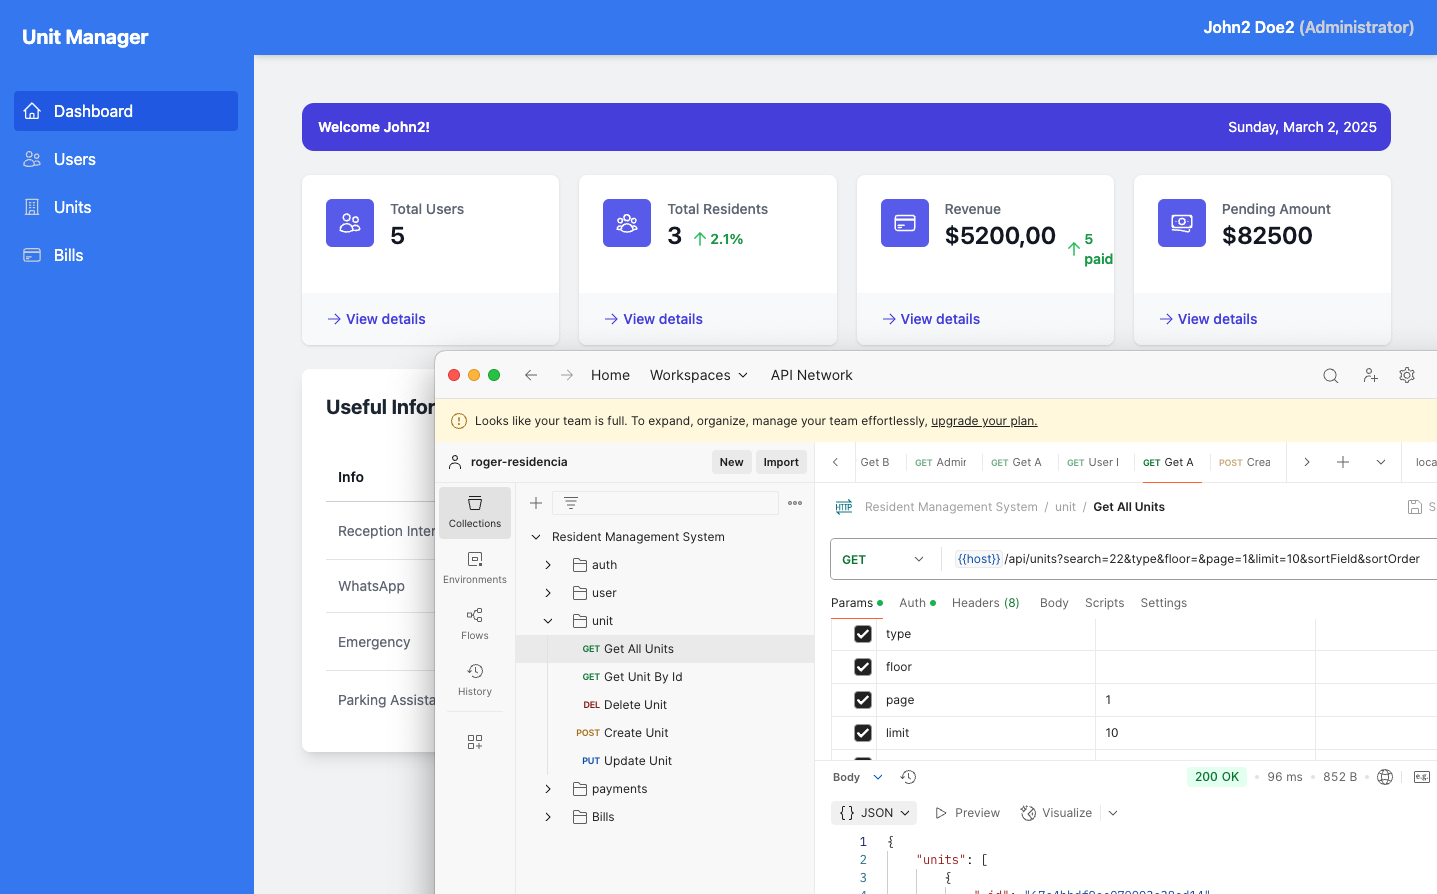 Unit Manager
John2 Doe2 (Administrator)
Dashboard
Users
Units
Bills
Welcome John2!
Sunday, March 2, 2025
Total Users
5
View details
Total Residents
3 2.1%
View details
Revenue
$5200,00 5 paid
View details
Pending Amount
$82500
View details
Useful Infor
Info
Reception Inter
WhatsApp
Emergency
Parking Assista
Home Workspaces API Network
Looks like your team is full. To expand, organize, manage your team effortlessly, upgrade your plan.
roger-residencia New Import
Collections
Environments
Flows
History
Resident Management System
auth
user
unit
GET Get All Units
GET Get Unit By Id
DEL Delete Unit
POST Create Unit
PUT Update Unit
payments
Bills
Get B GET Admir GET Get A GET User I GET Get A POST Crea loca
HTTP Resident Management System / unit / Get All Units S
GET {{host}}/api/units?search=22&type&floor=&page=1&limit=10&sortField&sortOrder
Params Auth Headers (8) Body Scripts Settings
type
floor
page 1
limit 10
Body 200 OK 96 ms 852 B e.g.
{} JSON Preview Visualize
1 {
2 "units": [
3 {